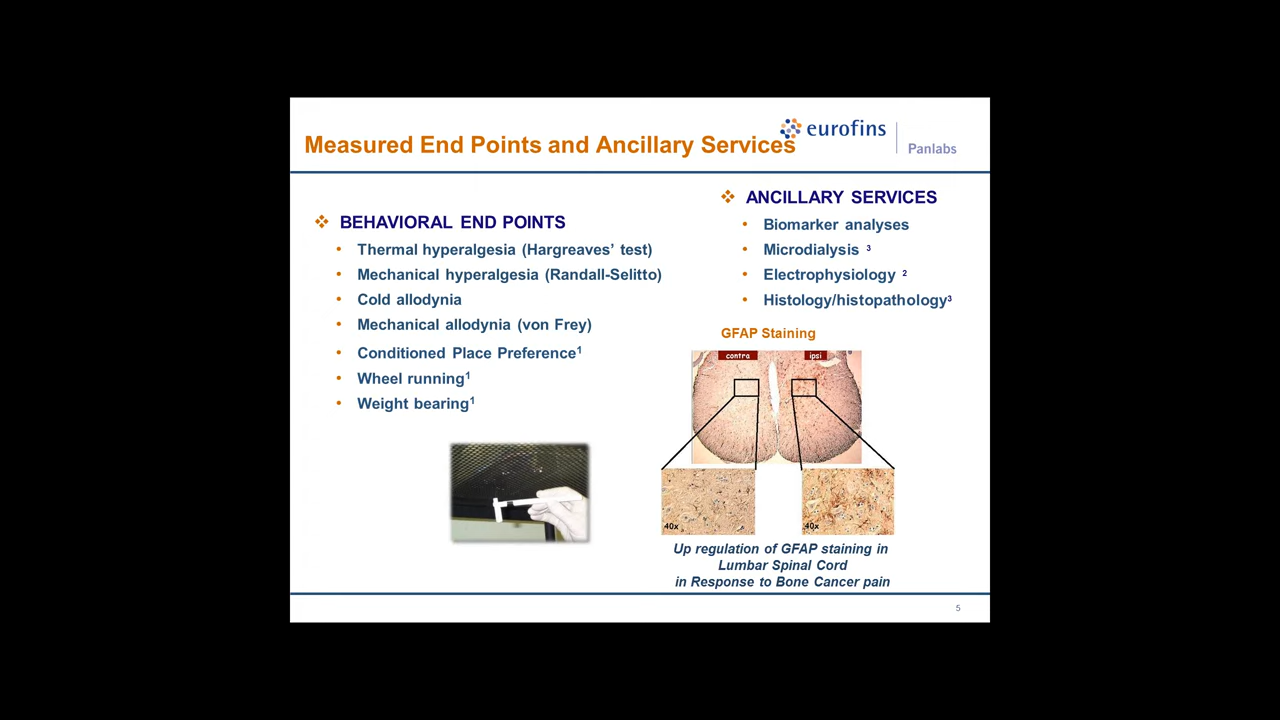 Measured End Points and Ancillary Services
eurofins
Panlabs
❖ BEHAVIORAL END POINTS
• Thermal hyperalgesia (Hargreaves’ test)
• Mechanical hyperalgesia (Randall-Selitto)
• Cold allodynia
• Mechanical allodynia (von Frey)
• Conditioned Place Preference¹
• Wheel running¹
• Weight bearing¹
❖ ANCILLARY SERVICES
• Biomarker analyses
• Microdialysis ³
• Electrophysiology ²
• Histology/histopathology³
GFAP Staining
contra
ipsi
40x
40x
Up regulation of GFAP staining in
Lumbar Spinal Cord
in Response to Bone Cancer pain
5